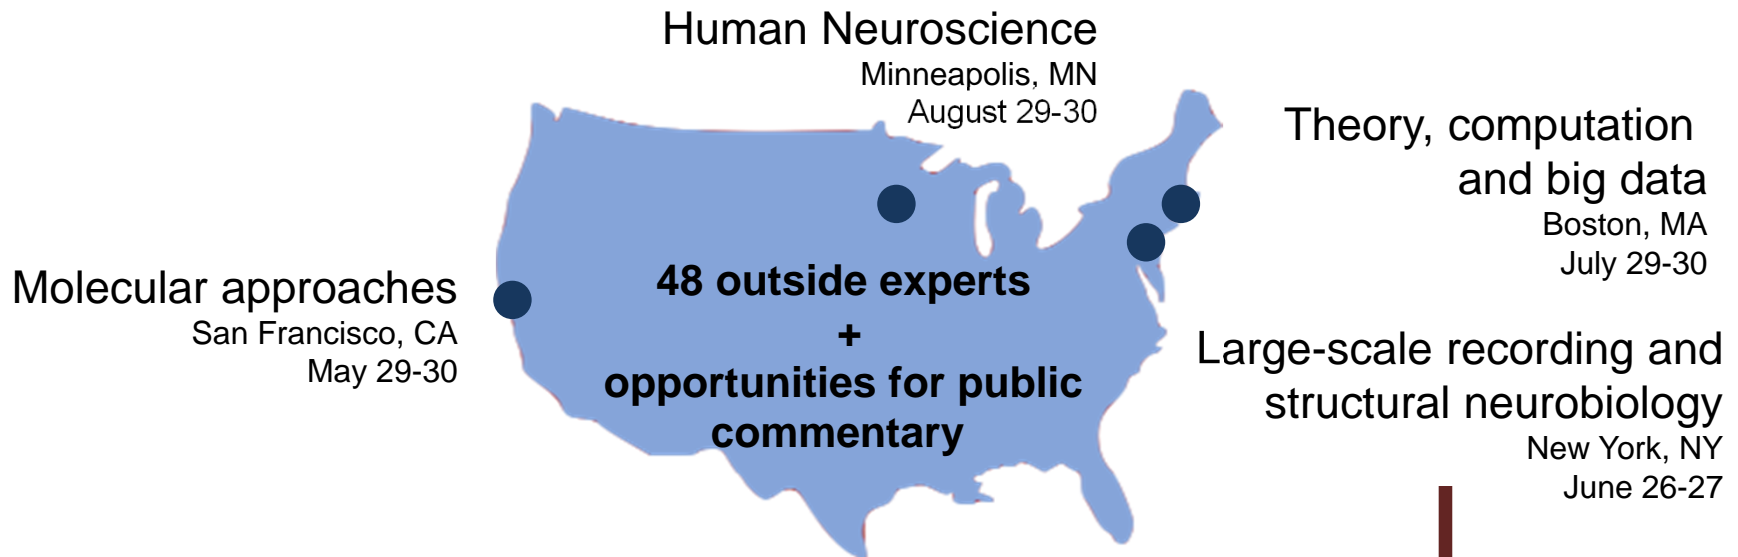 Human Neuroscience
Minneapolis, MN
August 29-30
Theory, computation
and big data
Boston, MA
July 29-30
Molecular approaches
San Francisco, CA
May 29-30
48 outside experts
+
opportunities for public
commentary
Large-scale recording and
structural neurobiology
New York, NY
June 26-27